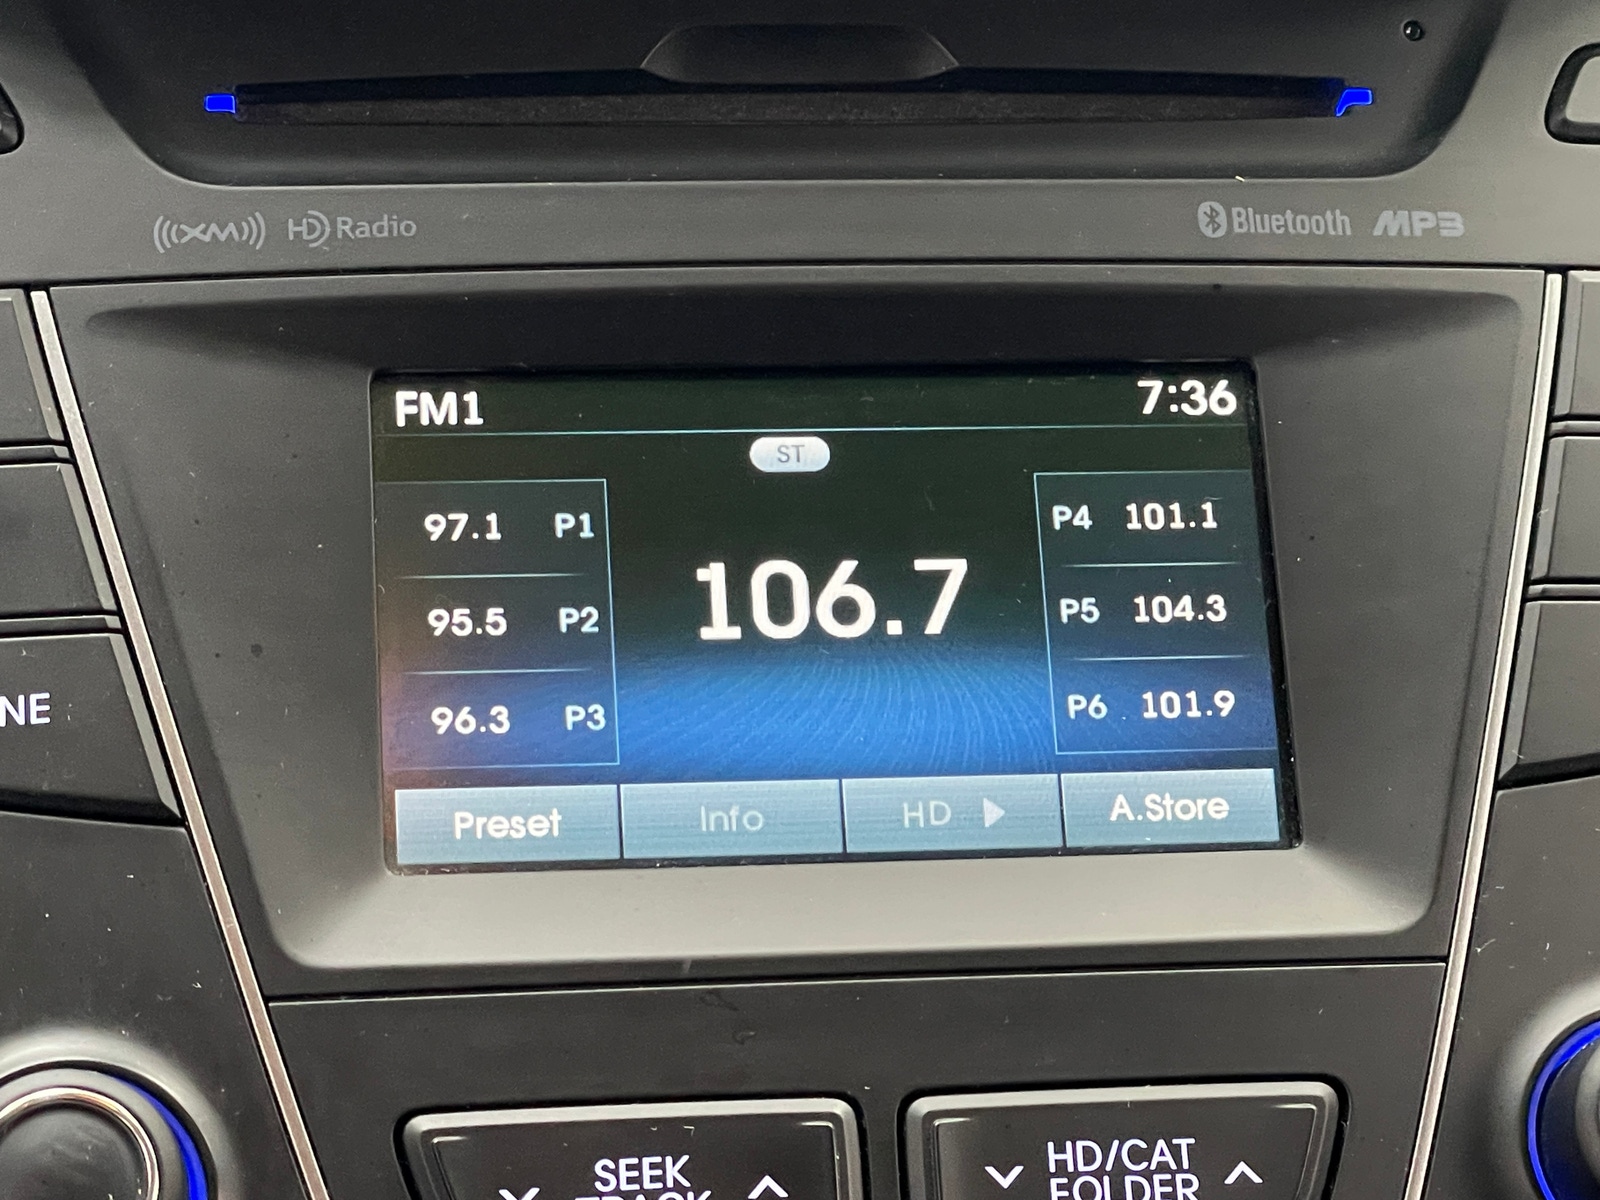 ((XM)) HD Radio
Bluetooth MP3
FM1 7:36
ST
97.1 P1
95.5 P2
96.3 P3
106.7
P4 101.1
P5 104.3
P6 101.9
Preset Info HD A.Store
NE
SEEK
TRACK
HD/CAT
FOLDER